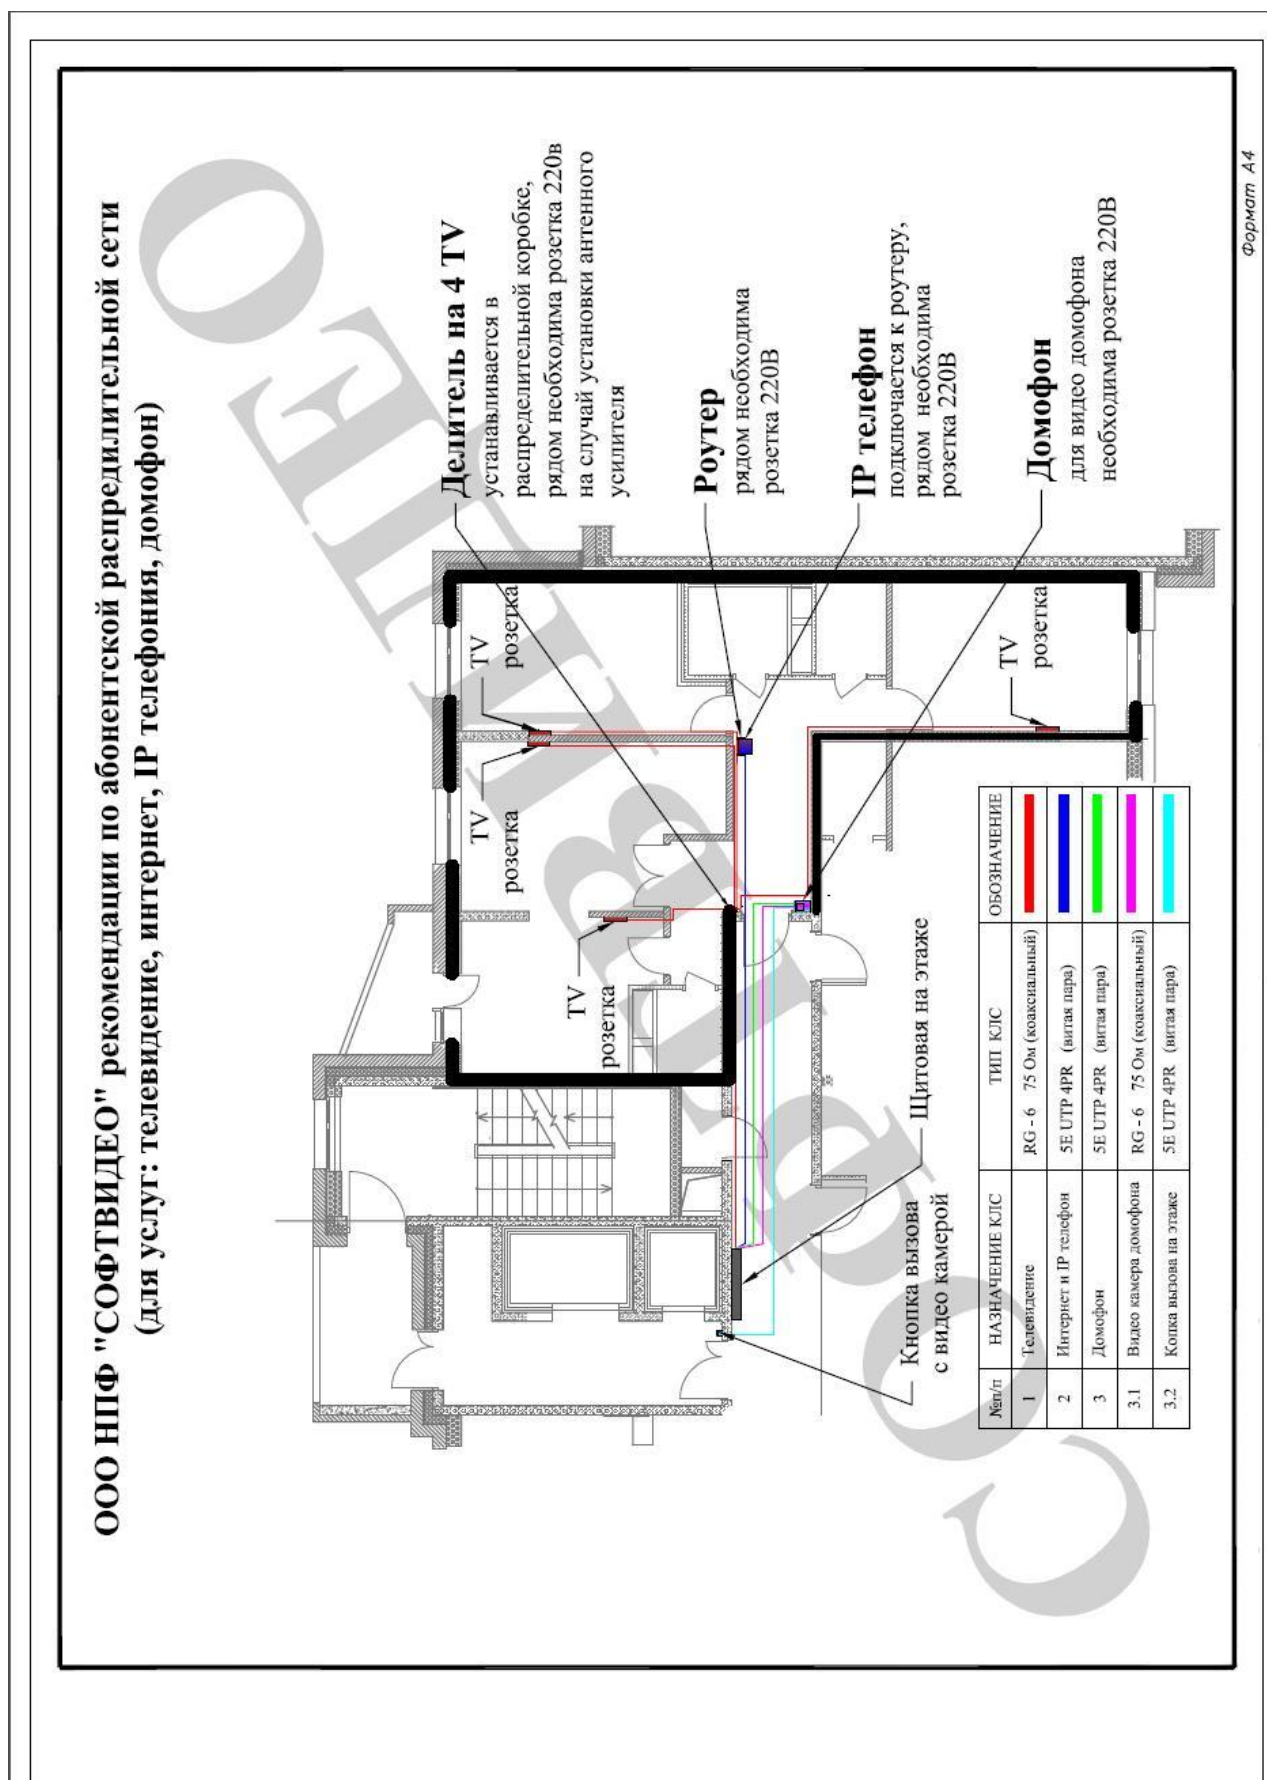 ООО НПФ "СОФТВИДЕО" рекомендации по абонентской распредилительной сети
(для услуг: телевидение, интернет, IP телефония, домофон)
Делитель на 4 TV
устанавливается в
распределительной коробке,
рядом необходима розетка 220в
на случай установки антенного
усилителя
Роутер
рядом необходима
розетка 220В
IP телефон
подключается к роутеру,
рядом необходима
розетка 220В
Домофон
для видео домофона
необходима розетка 220В
TV
розетка
TV
розетка
TV
розетка
TV
розетка
Щитовая на этаже
Кнопка вызова
с видео камерой
№п/п НАЗНАЧЕНИЕ КЛС ТИП КЛС ОБОЗНАЧЕНИЕ
1 Телевидение RG - 6 75 Ом (коаксиальный)
2 Интернет и IP телефон 5E UTP 4PR (витая пара)
3 Домофон 5E UTP 4PR (витая пара)
3.1 Видео камера домофона RG - 6 75 Ом (коаксиальный)
3.2 Копка вызова на этаже 5E UTP 4PR (витая пара)
СОФТВИДЕО
Формат А4